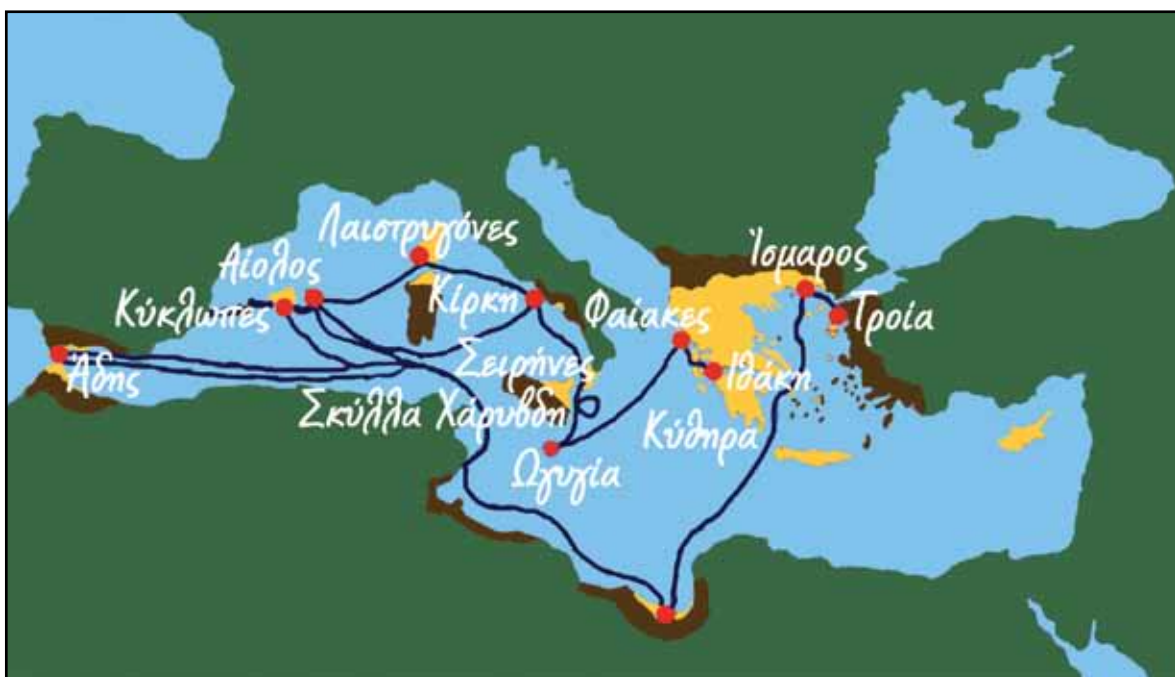 Λαιστρυγόνες
Αίολος
Κύκλωπες
Κίρκη
Άδης
Σειρήνες
Σκύλλα Χάρυβδη
Ωγυγία
Φαίακες
Ίσμαρος
Τροία
Ιθάκη
Κύθηρα